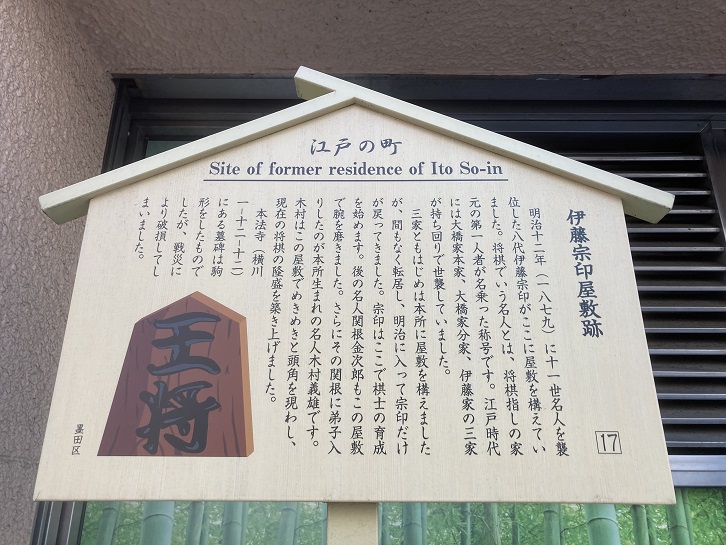 江戸の町
Site of former residence of Ito So-in
伊藤宗印屋敷跡
明治十二年（一八七九）に十一世名人を襲
位した八代伊藤宗印がここに屋敷を構えてい
ました。将棋でいう名人とは、将棋指しの家
元の第一人者が名乗った称号です。江戸時代
には大橋家本家、大橋家分家、伊藤家の三家
が持ち回りで世襲していました。
三家ともはじめは本所に屋敷を構えました
が、間もなく転居し、明治に入って宗印だけ
が戻ってきました。宗印はここで棋士の育成
を始めます。後の名人関根金次郎もこの屋敷
で腕を磨きました。さらにその関根に弟子入
りしたのが本所生まれの名人木村義雄です。
木村はこの屋敷でめきめきと頭角を現わし、
現在の将棋の隆盛を築き上げました。
本法寺（横川
一－十二－十二）
にある墓碑は駒
形をしたもので
したが、戦災に
より破損してし
まいました。
王将
墨田区
17